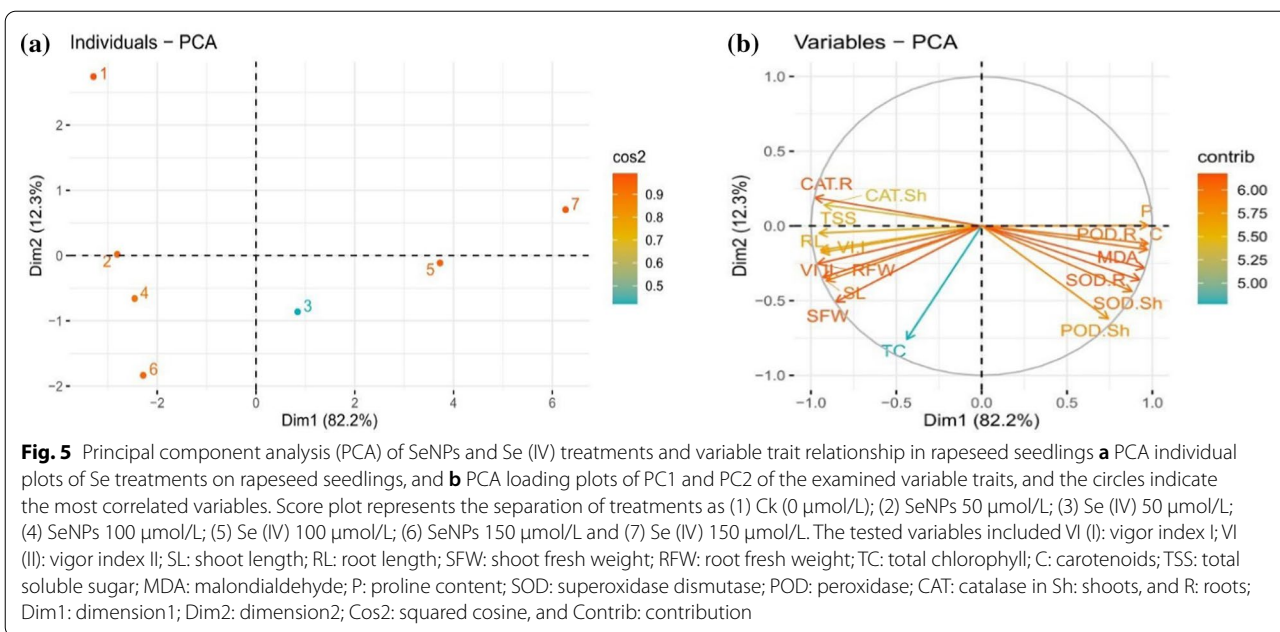 (a) Individuals – PCA
1
2
3
4
5
6
7
2
1
0
−1
−2
−2
0
2
4
6
Dim2 (12.3%)
Dim1 (82.2%)
cos2
0.9
0.8
0.7
0.6
0.5
(b) Variables – PCA
1.0
0.5
0.0
−0.5
−1.0
−1.0
−0.5
0.0
0.5
1.0
Dim2 (12.3%)
Dim1 (82.2%)
CAT.R
CAT.Sh
TSS
RL
VI.I
VI.II
RFW
SL
SFW
TC
P
POD.R
C
MDA
SOD.R
SOD.Sh
POD.Sh
contrib
6.00
5.75
5.50
5.25
5.00
Fig. 5 Principal component analysis (PCA) of SeNPs and Se (IV) treatments and variable trait relationship in rapeseed seedlings a PCA individual
plots of Se treatments on rapeseed seedlings, and b PCA loading plots of PC1 and PC2 of the examined variable traits, and the circles indicate
the most correlated variables. Score plot represents the separation of treatments as (1) Ck (0 μmol/L); (2) SeNPs 50 μmol/L; (3) Se (IV) 50 μmol/L;
(4) SeNPs 100 μmol/L; (5) Se (IV) 100 μmol/L; (6) SeNPs 150 μmol/L and (7) Se (IV) 150 μmol/L. The tested variables included VI (I): vigor index I; VI
(II): vigor index II; SL: shoot length; RL: root length; SFW: shoot fresh weight; RFW: root fresh weight; TC: total chlorophyll; C: carotenoids; TSS: total
soluble sugar; MDA: malondialdehyde; P: proline content; SOD: superoxidase dismutase; POD: peroxidase; CAT: catalase in Sh: shoots, and R: roots;
Dim1: dimension1; Dim2: dimension2; Cos2: squared cosine, and Contrib: contribution